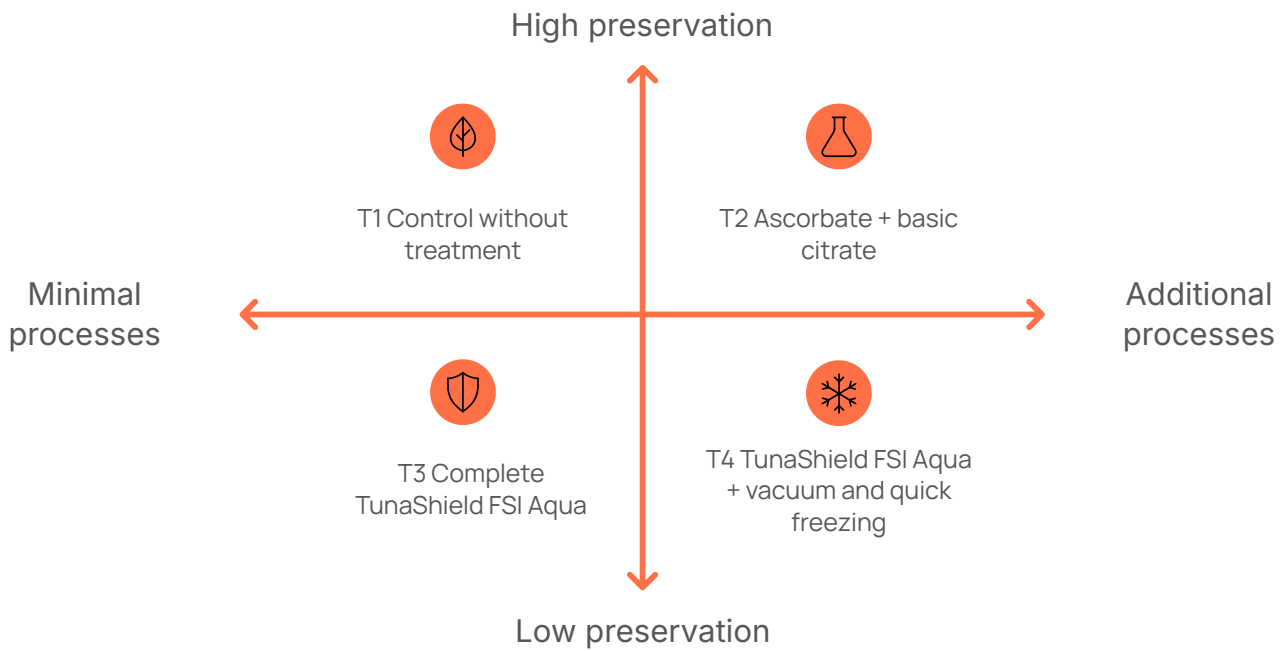 High preservation
T1 Control without
treatment
T2 Ascorbate + basic
citrate
Minimal
processes
Additional
processes
T3 Complete
TunaShield FSI Aqua
T4 TunaShield FSI Aqua
+ vacuum and quick
freezing
Low preservation